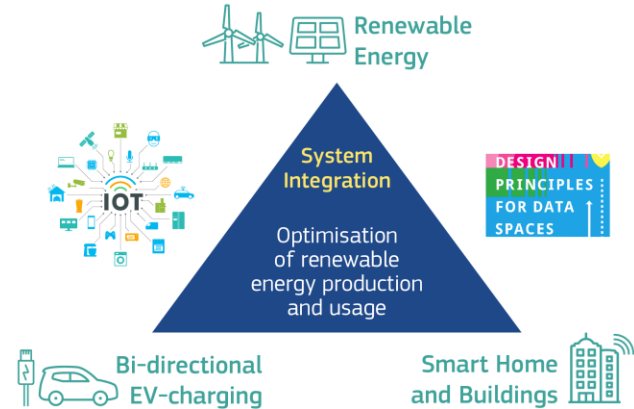 Renewable
Energy
System
Integration
IOT
DESIGN
PRINCIPLES
FOR DATA
SPACES
Optimisation
of renewable
energy production
and usage
Bi-directional
EV-charging
Smart Home
and Buildings